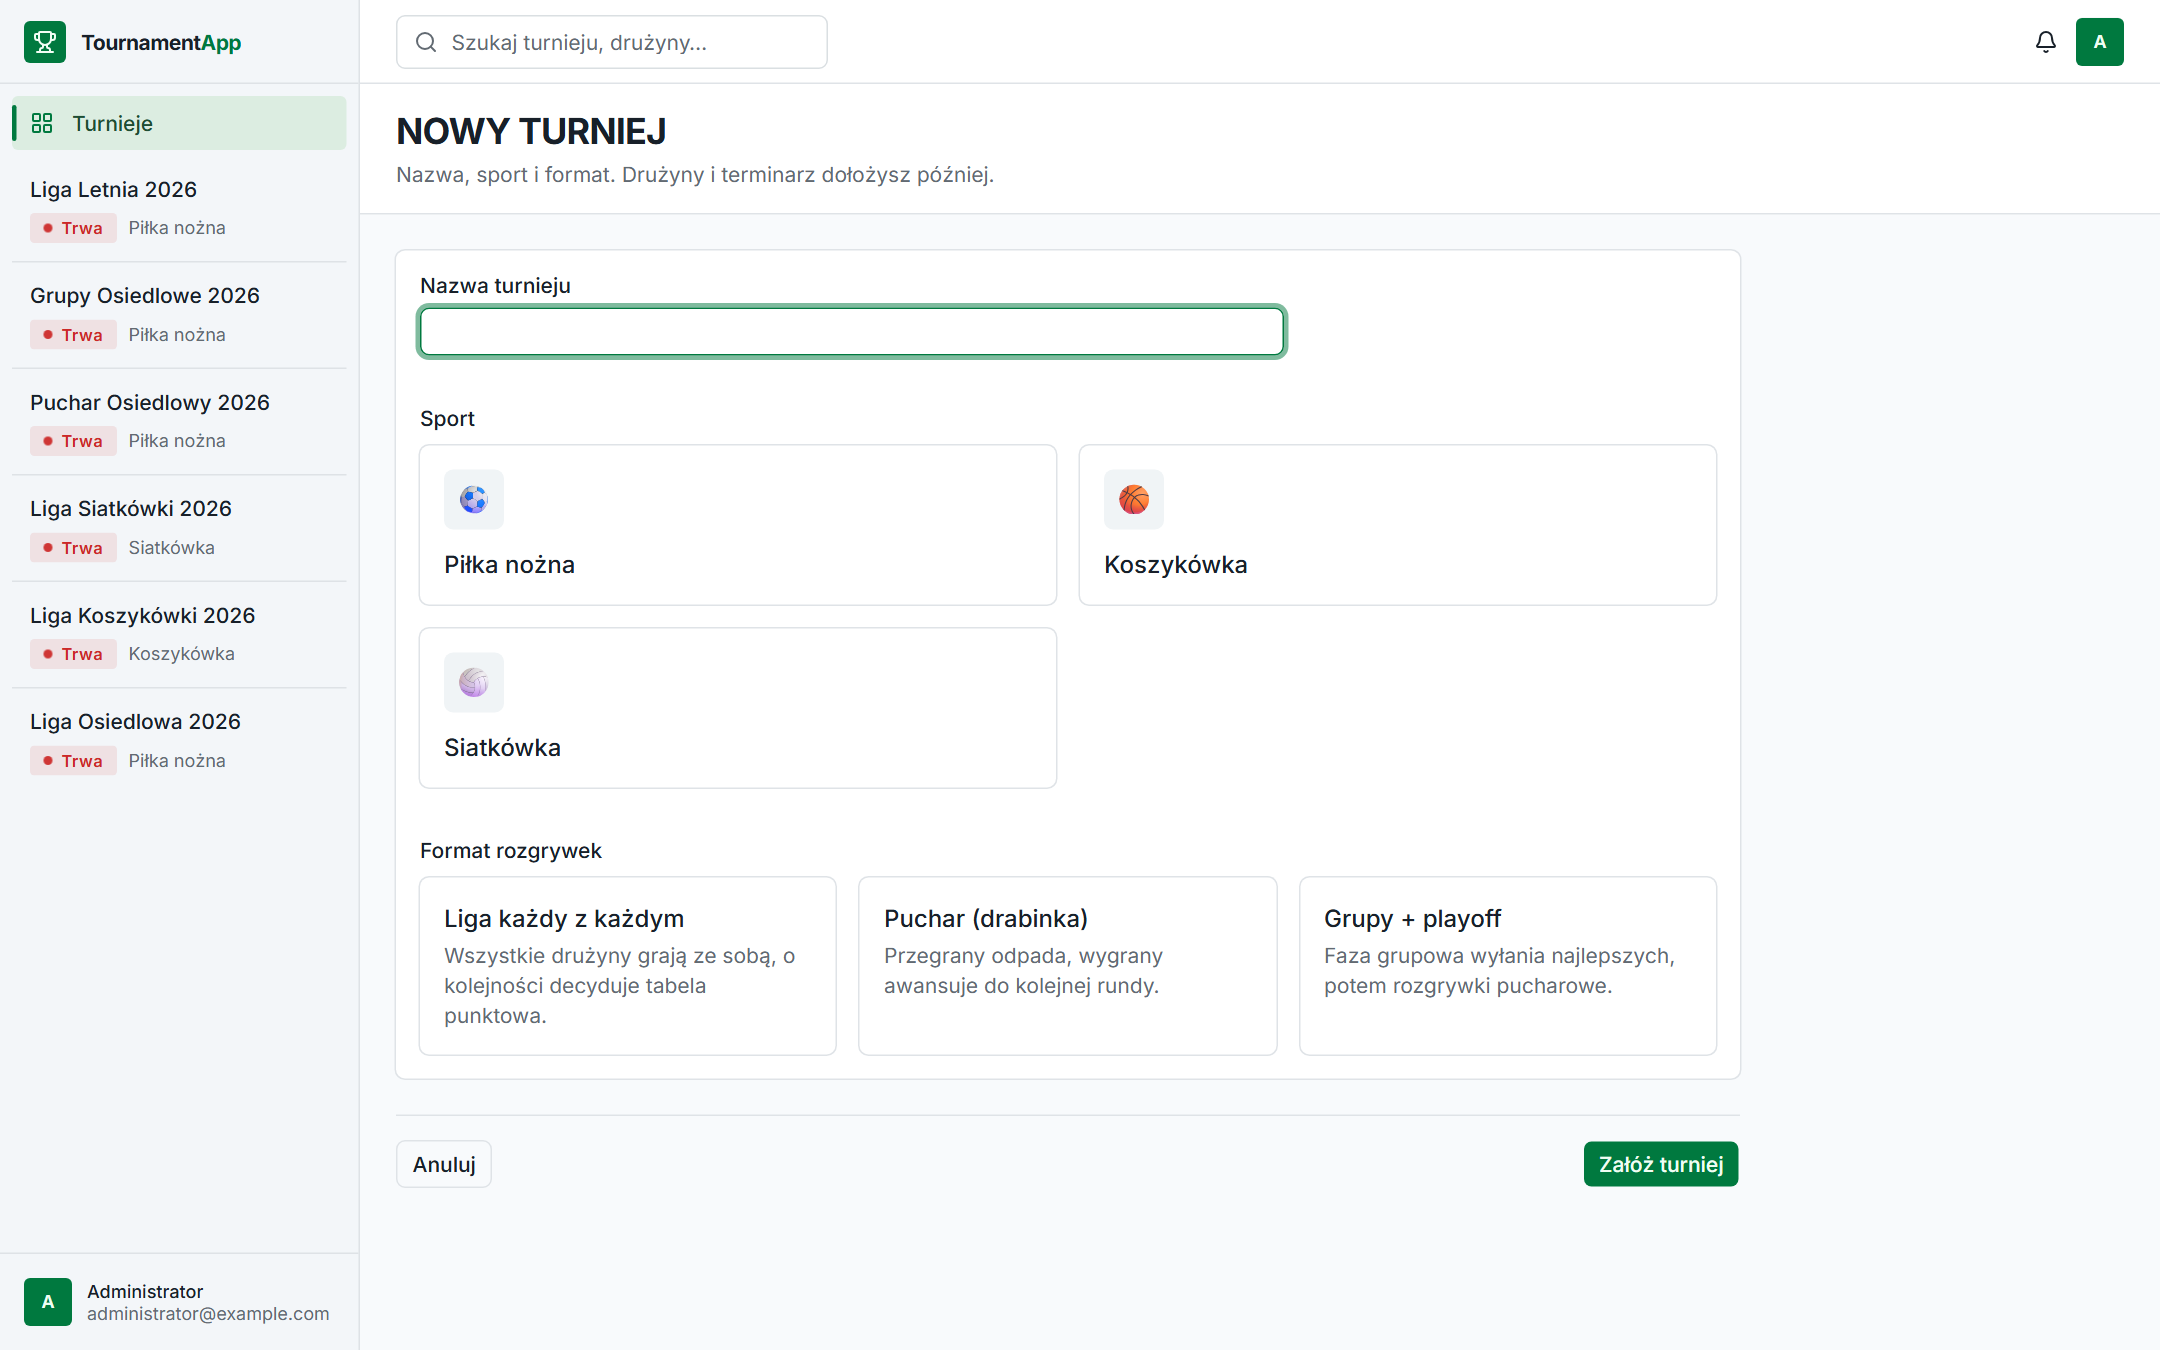 TournamentApp
Szukaj turnieju, drużyny...
A
Turnieje
Liga Letnia 2026
Trwa Piłka nożna
Grupy Osiedlowe 2026
Trwa Piłka nożna
Puchar Osiedlowy 2026
Trwa Piłka nożna
Liga Siatkówki 2026
Trwa Siatkówka
Liga Koszykówki 2026
Trwa Koszykówka
Liga Osiedlowa 2026
Trwa Piłka nożna
A
Administrator
administrator@example.com
NOWY TURNIEJ
Nazwa, sport i format. Drużyny i terminarz dołożysz później.
Nazwa turnieju
Sport
Piłka nożna
Koszykówka
Siatkówka
Format rozgrywek
Liga każdy z każdym
Wszystkie drużyny grają ze sobą, o
kolejności decyduje tabela
punktowa.
Puchar (drabinka)
Przegrany odpada, wygrany
awansuje do kolejnej rundy.
Grupy + playoff
Faza grupowa wyłania najlepszych,
potem rozgrywki pucharowe.
Anuluj
Załóż turniej